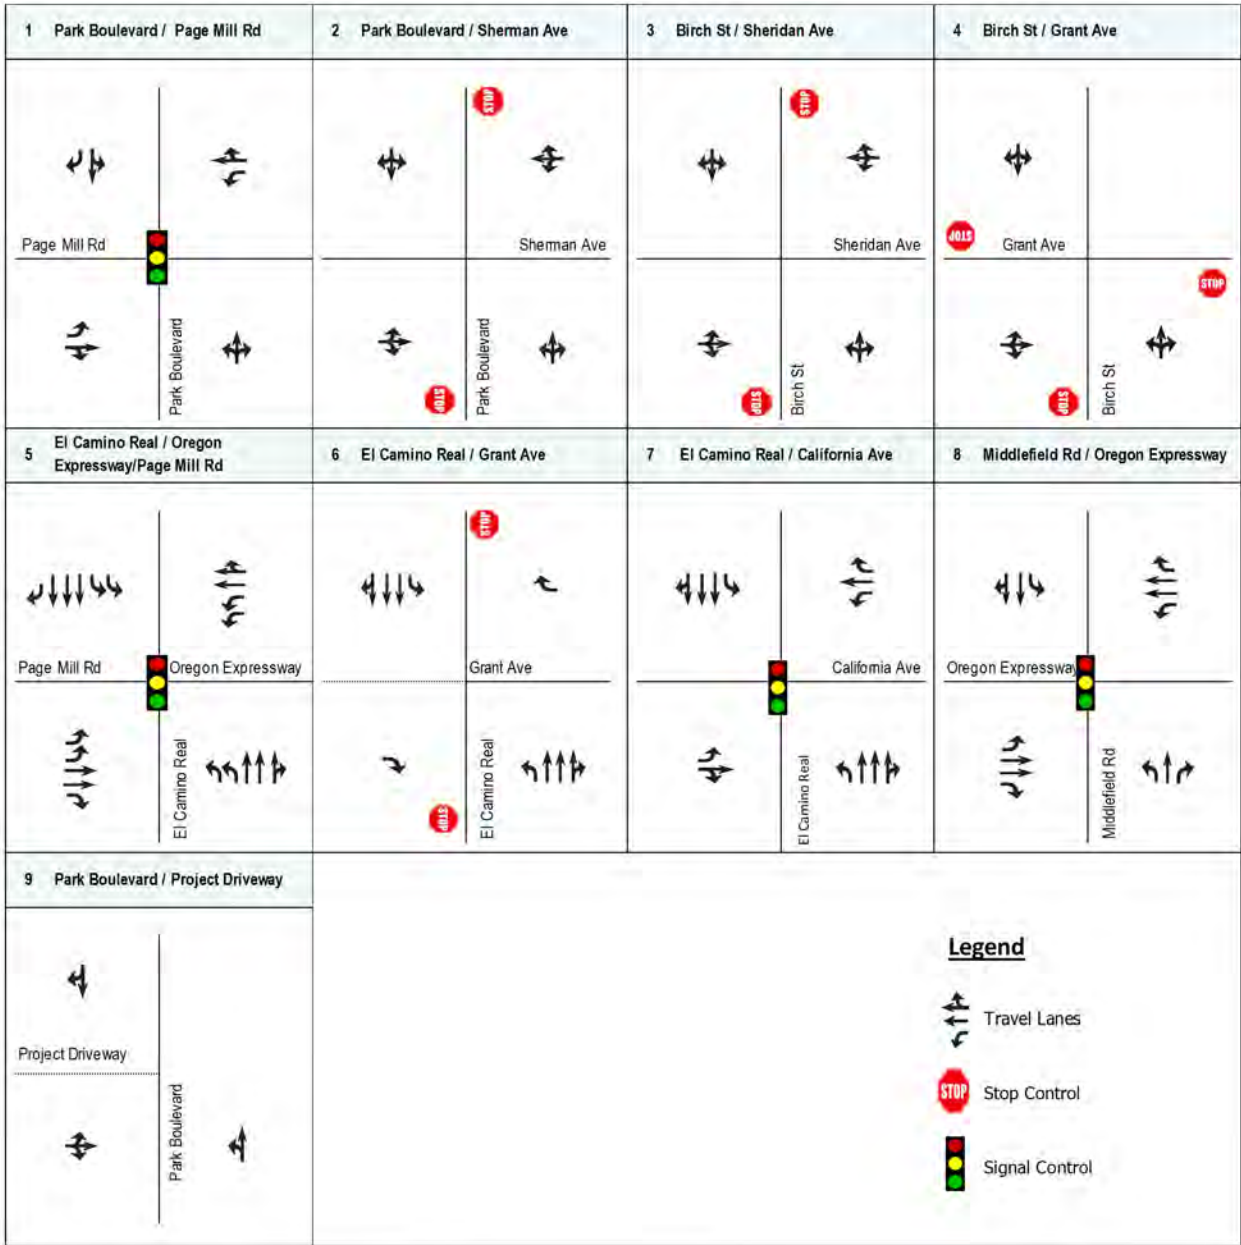 1 Park Boulevard / Page Mill Rd
2 Park Boulevard / Sherman Ave
3 Birch St / Sheridan Ave
4 Birch St / Grant Ave
STOP
Page Mill Rd
Park Boulevard
STOP
Sherman Ave
Park Boulevard
STOP
STOP
Sheridan Ave
Birch St
STOP
STOP
Grant Ave
STOP
Birch St
STOP
5 El Camino Real / Oregon
Expressway/Page Mill Rd
6 El Camino Real / Grant Ave
7 El Camino Real / California Ave
8 Middlefield Rd / Oregon Expressway
Page Mill Rd
Oregon Expressway
El Camino Real
Grant Ave
El Camino Real
STOP
California Ave
El Camino Real
Oregon Expressway
Middlefield Rd
9 Park Boulevard / Project Driveway
Project Driveway
Park Boulevard
Legend
Travel Lanes
STOP Stop Control
Signal Control